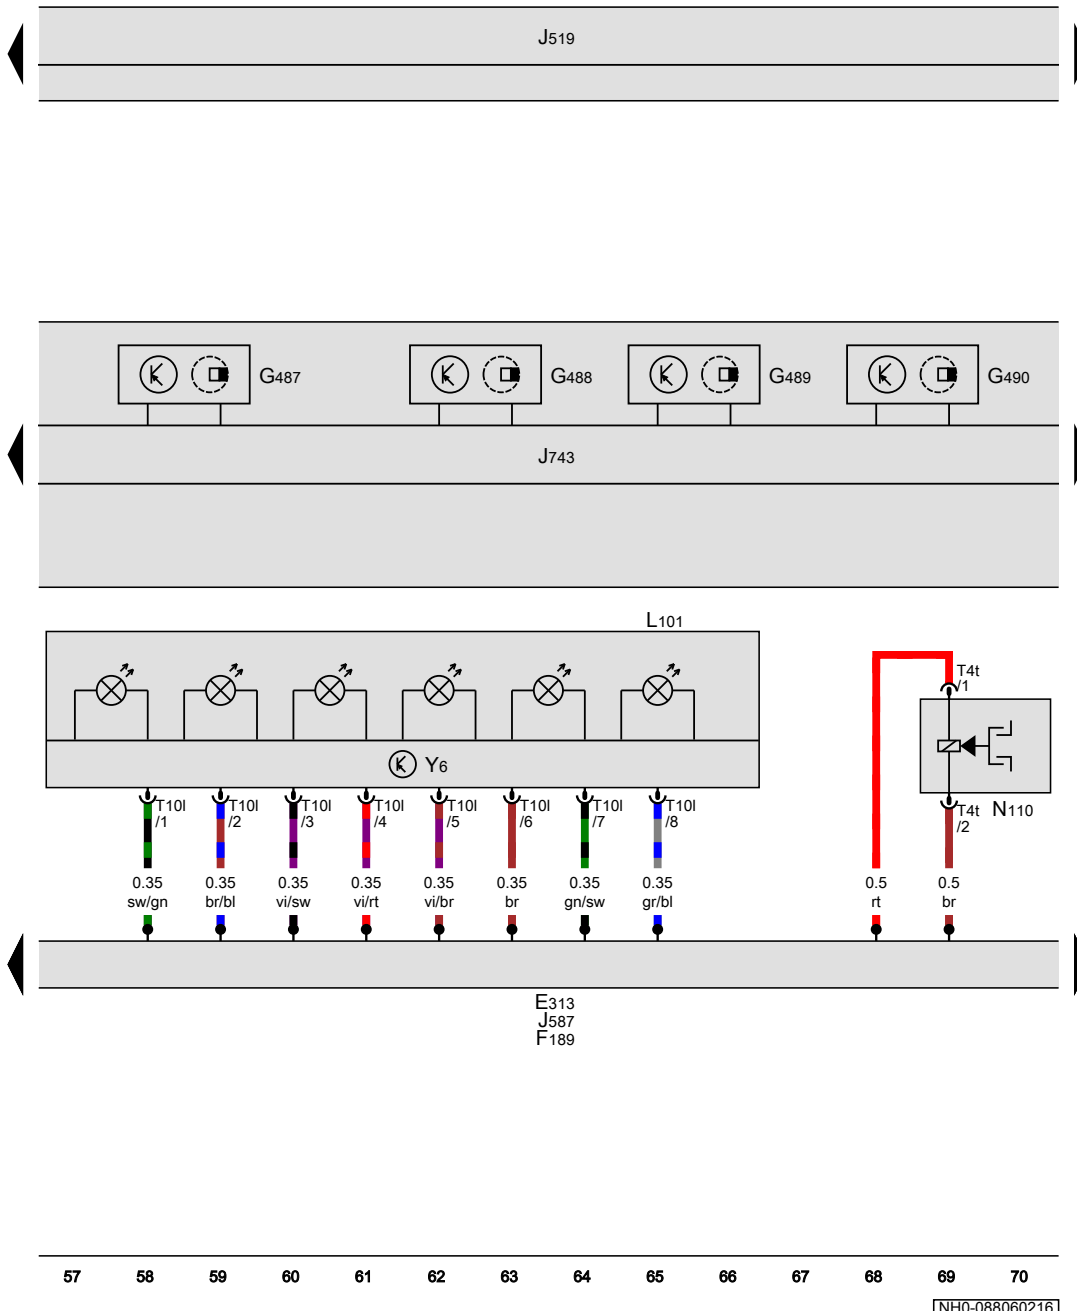 J519
G487 G488 G489 G490
J743
L101
T4t
/1
Y6
T10l T10l T10l T10l T10l T10l T10l T10l
/1 /2 /3 /4 /5 /6 /7 /8
T4t
/2
N110
0.35 0.35 0.35 0.35 0.35 0.35 0.35 0.35 0.5 0.5
sw/gn br/bl vi/sw vi/rt vi/br br gn/sw gr/bl rt br
E313
J587
F189
57 58 59 60 61 62 63 64 65 66 67 68 69 70
NH0-088060216